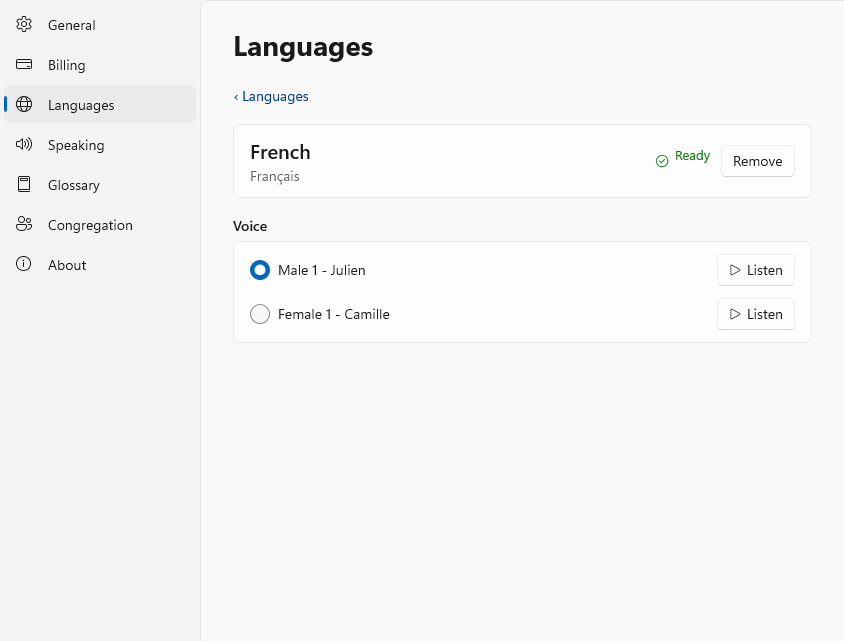 General
Billing
Languages
Speaking
Glossary
Congregation
About
Languages
‹ Languages
French
Français
Ready
Remove
Voice
Male 1 - Julien
Listen
Female 1 - Camille
Listen